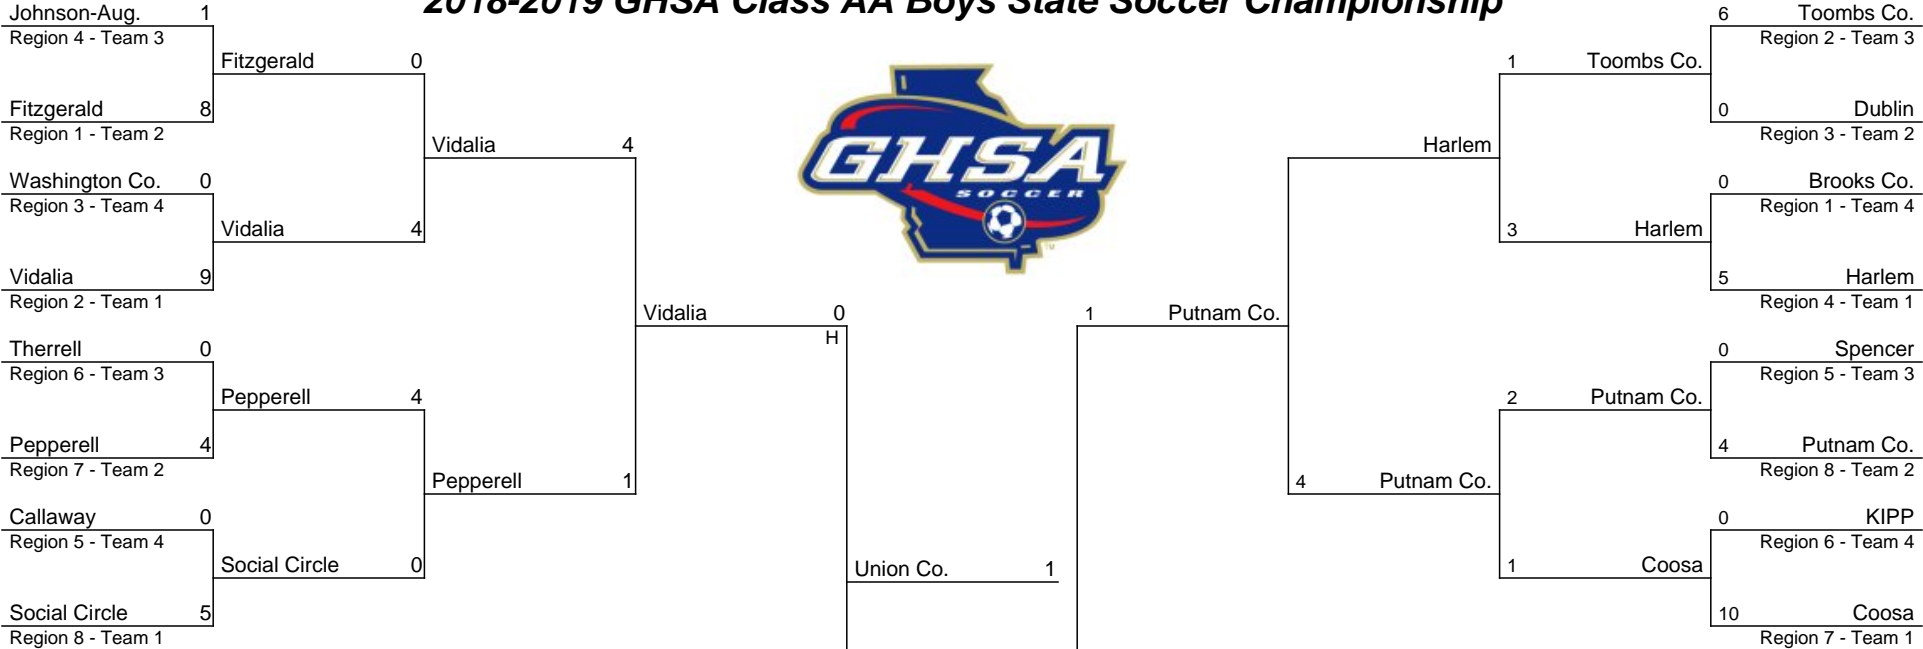 2018-2019 GHSA Class AA Boys State Soccer Championship
Johnson-Aug. 1
Region 4 - Team 3
Fitzgerald 0
Fitzgerald 8
Region 1 - Team 2
Vidalia 4
Washington Co. 0
Region 3 - Team 4
Vidalia 4
Vidalia 9
Region 2 - Team 1
Vidalia 0
H
Therrell 0
Region 6 - Team 3
Pepperell 4
Pepperell 4
Region 7 - Team 2
Pepperell 1
Callaway 0
Region 5 - Team 4
Social Circle 0
Social Circle 5
Region 8 - Team 1
Union Co. 1
GHSA
SOCCER
TM
6 Toombs Co.
Region 2 - Team 3
1 Toombs Co.
0 Dublin
Region 3 - Team 2
Harlem
0 Brooks Co.
Region 1 - Team 4
3 Harlem
5 Harlem
Region 4 - Team 1
1 Putnam Co.
0 Spencer
Region 5 - Team 3
2 Putnam Co.
4 Putnam Co.
Region 8 - Team 2
4 Putnam Co.
0 KIPP
Region 6 - Team 4
1 Coosa
10 Coosa
Region 7 - Team 1